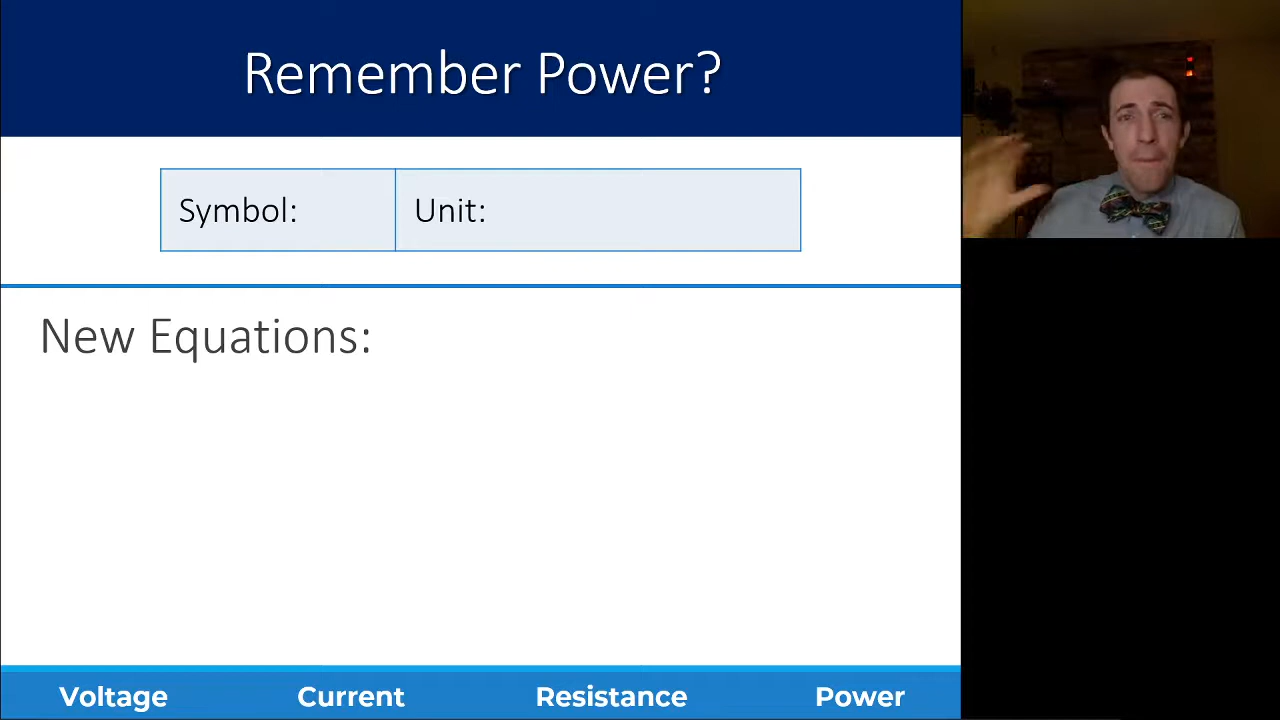 Remember Power?
Symbol: Unit:
New Equations:
Voltage Current Resistance Power